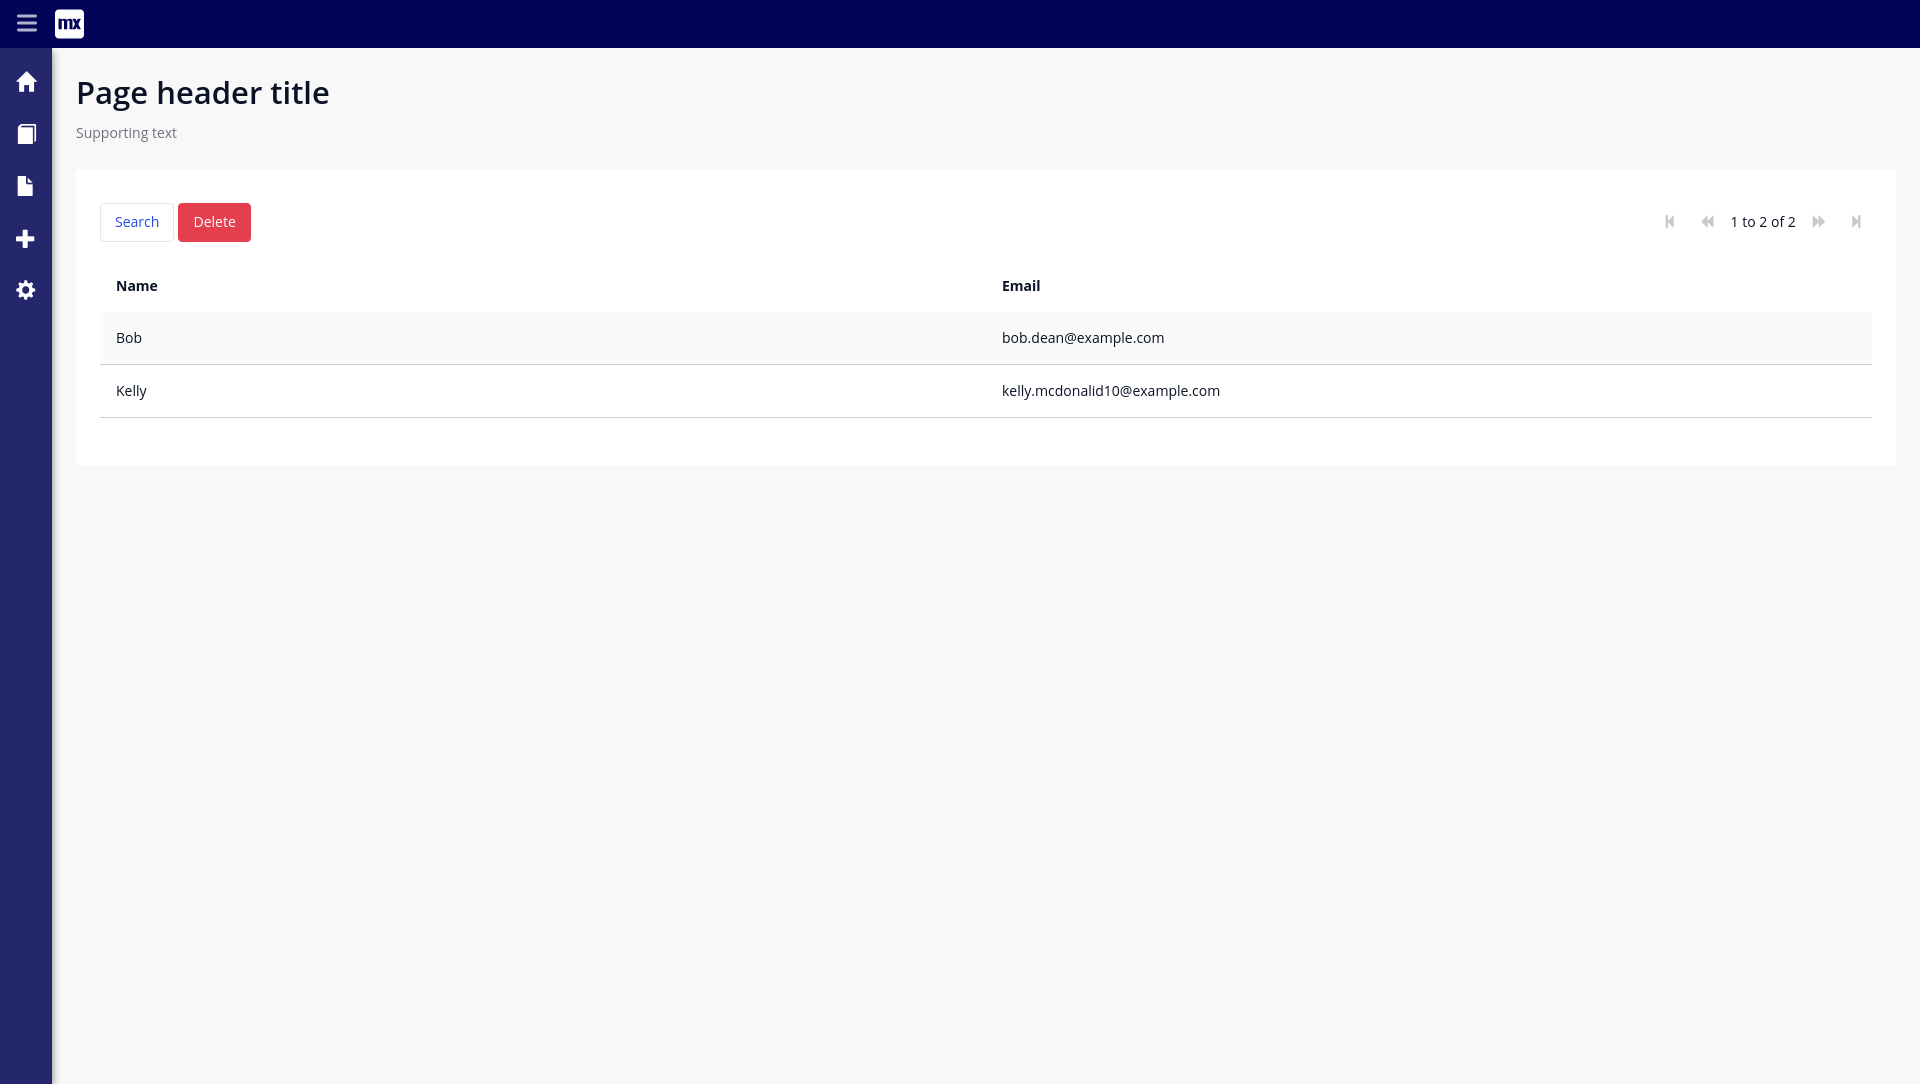 mx
Page header title
Supporting text
Search Delete 1 to 2 of 2
Name Email
Bob bob.dean@example.com
Kelly kelly.mcdonalid10@example.com